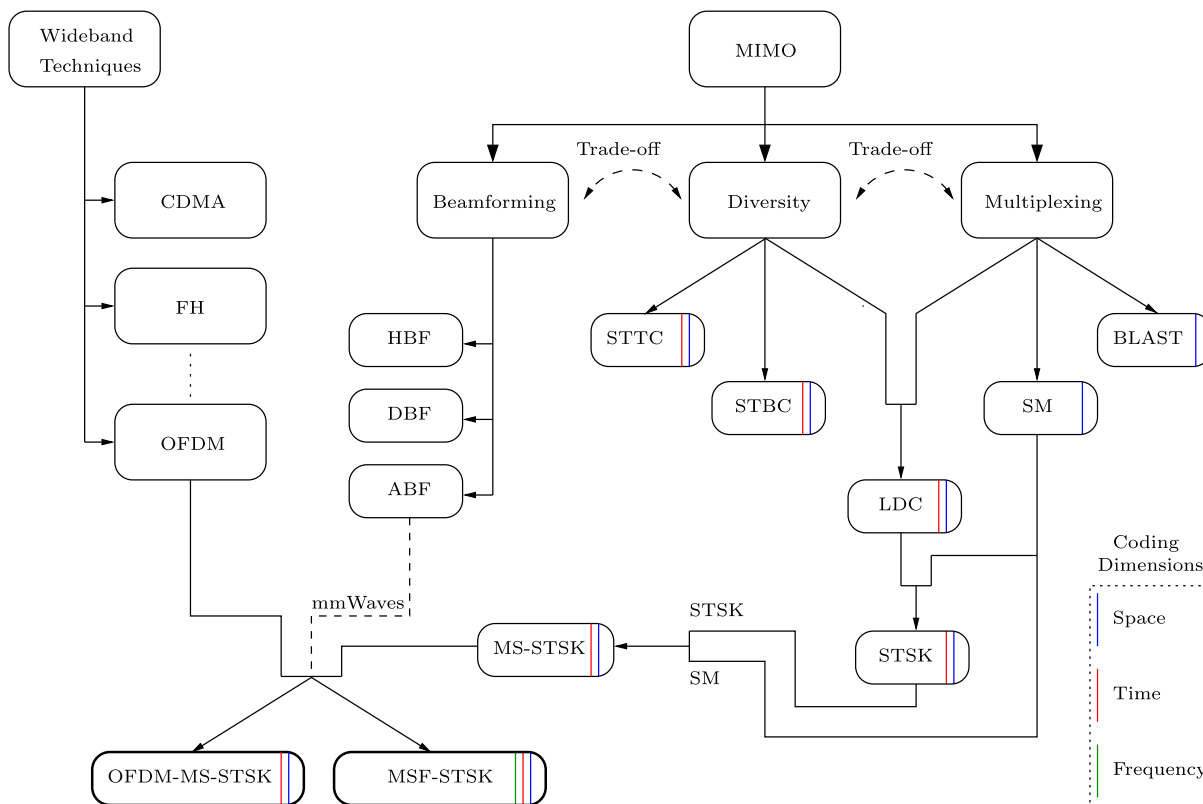 Wideband
Techniques
MIMO
Trade-off
Trade-off
CDMA
Beamforming
Diversity
Multiplexing
FH
HBF
STTC
BLAST
DBF
STBC
SM
OFDM
ABF
LDC
Coding
Dimensions
mmWaves
STSK
Space
MS-STSK
STSK
SM
Time
OFDM-MS-STSK
MSF-STSK
Frequency